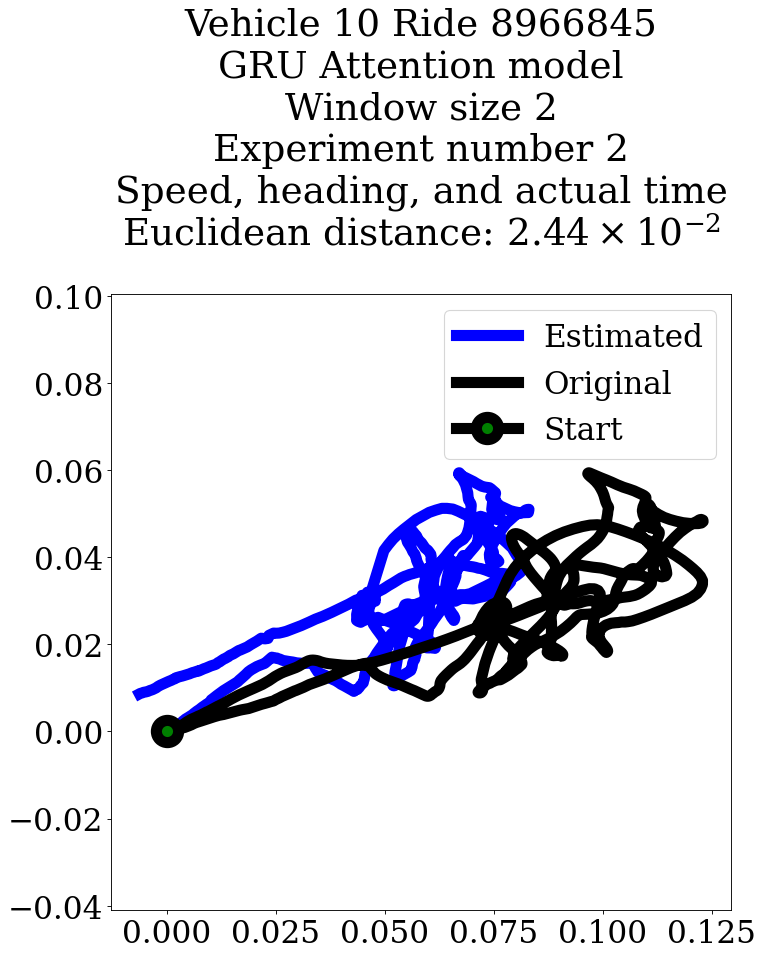 Vehicle 10 Ride 8966845
GRU Attention model
Window size 2
Experiment number 2
Speed, heading, and actual time
Euclidean distance: 2.44 × 10⁻²
0.10
0.08
0.06
0.04
0.02
0.00
−0.02
−0.04
Estimated
Original
Start
0.000 0.025 0.050 0.075 0.100 0.125